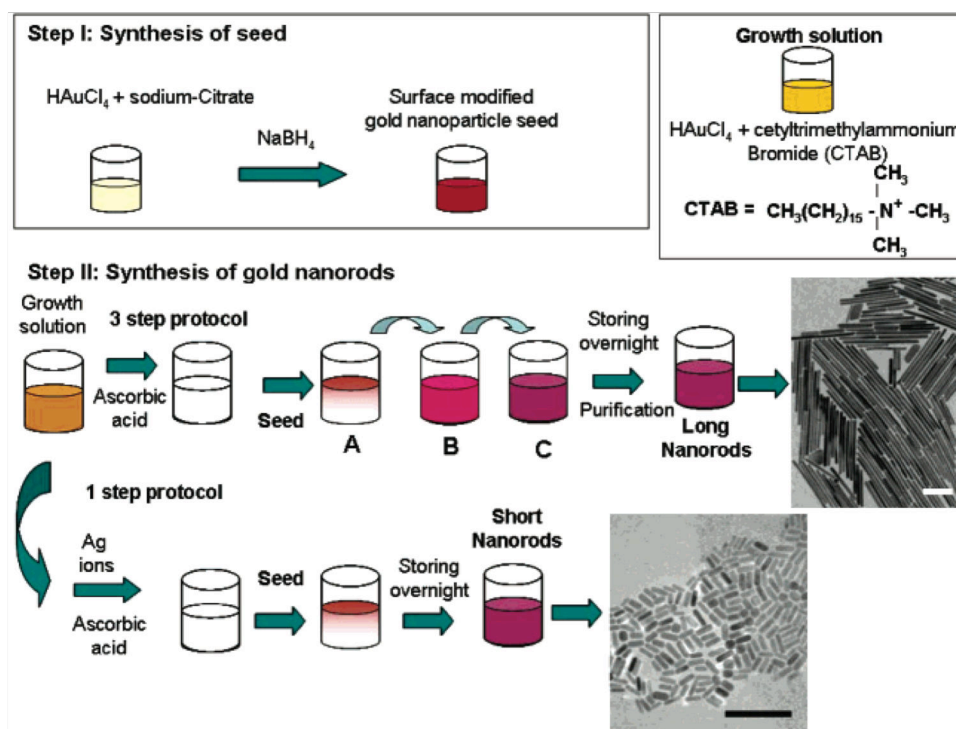 Step I: Synthesis of seed
HAuCl₄ + sodium-Citrate
NaBH₄
Surface modified
gold nanoparticle seed
Growth solution
HAuCl₄ + cetyltrimethylammonium
Bromide (CTAB)
CH₃
CTAB = CH₃(CH₂)₁₅ -N⁺ -CH₃
CH₃
Step II: Synthesis of gold nanorods
Growth
solution
3 step protocol
Ascorbic
acid
Seed
A
B
C
Storing
overnight
Purification
Long
Nanorods
1 step protocol
Ag
ions
Ascorbic
acid
Seed
Storing
overnight
Short
Nanorods